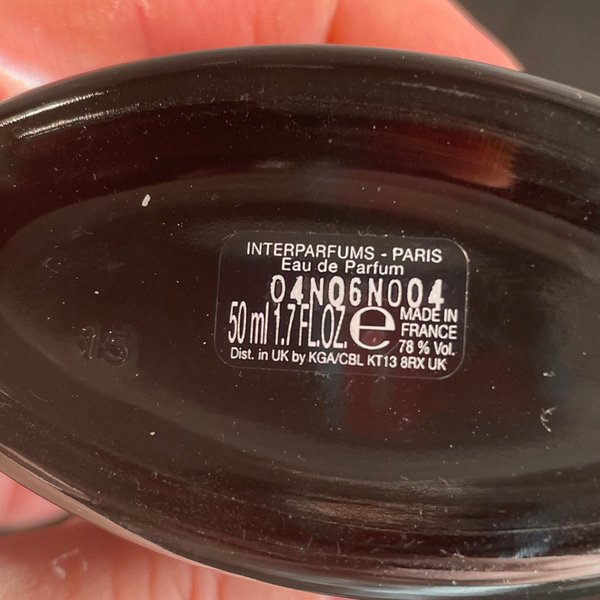 INTERPARFUMS - PARIS
Eau de Parfum
04N06N004
50 ml 1.7 FL.OZ. e MADE IN
FRANCE
78 % Vol.
Dist. in UK by KGA/CBL KT13 8RX UK
15